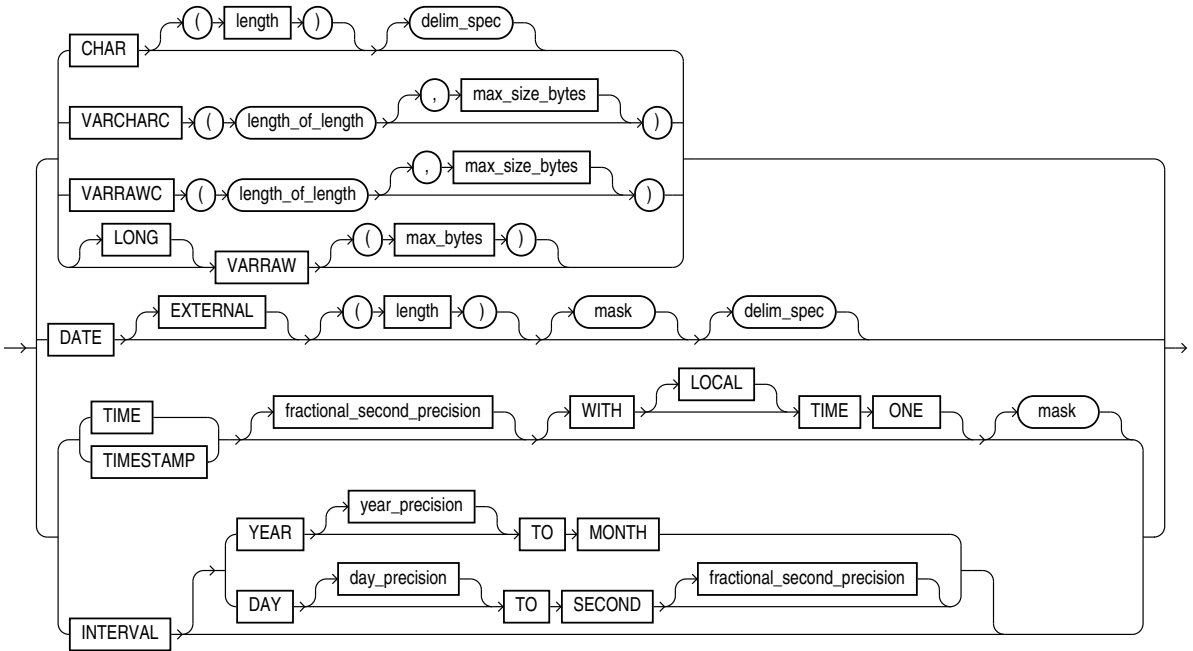 ( length ) delim_spec
CHAR
, max_size_bytes
VARCHARC ( length_of_length )
, max_size_bytes
VARRAWC ( length_of_length )
LONG ( max_bytes )
VARRAW
EXTERNAL ( length ) mask delim_spec
DATE
LOCAL
TIME fractional_second_precision WITH TIME ONE mask
TIMESTAMP
year_precision
YEAR TO MONTH
day_precision fractional_second_precision
DAY TO SECOND
INTERVAL